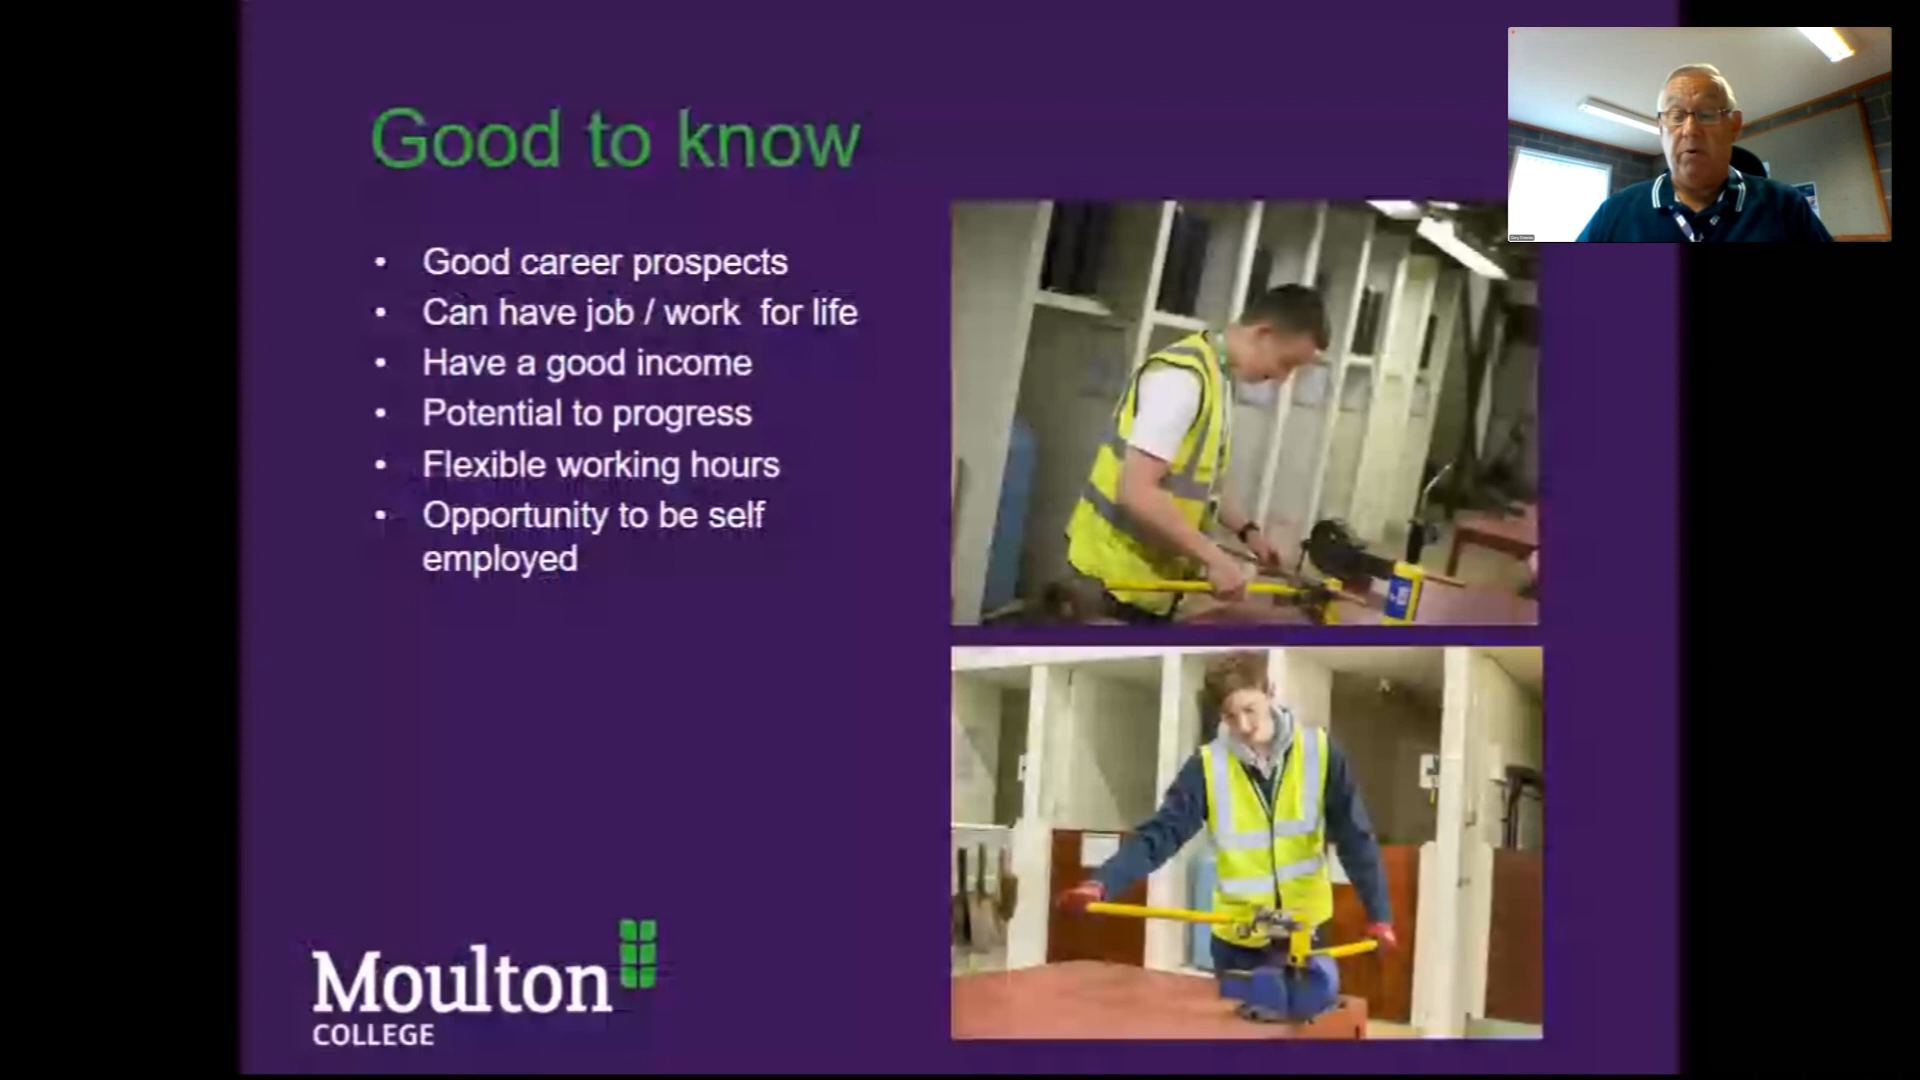 Good to know
• Good career prospects
• Can have job / work for life
• Have a good income
• Potential to progress
• Flexible working hours
• Opportunity to be self
employed
Moulton
COLLEGE